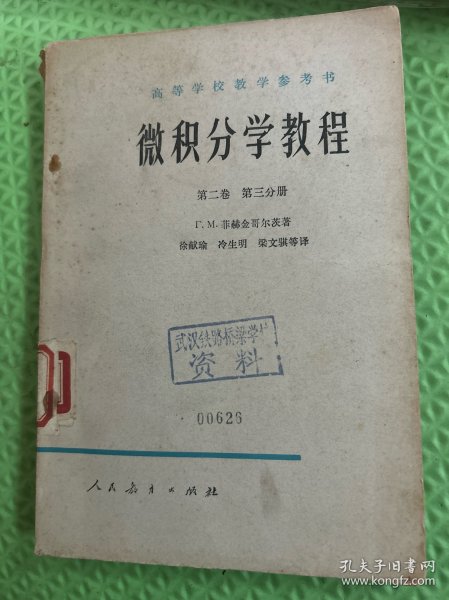 高等学校教学参考书
微积分学教程
第二卷 第三分册
Г. М. 菲赫金哥尔茨著
徐献瑜 冷生明 梁文骐等译
武汉铁路桥梁学校
资料
00626
人民教育出版社
孔夫子旧书网
www.kongfz.com